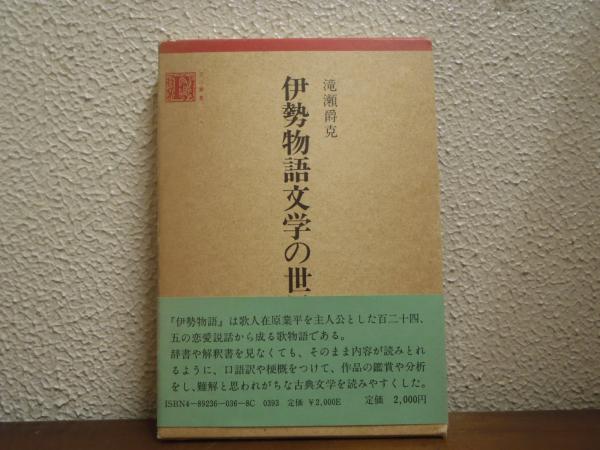 滝瀬爵克
伊勢物語文学の世
『伊勢物語』は歌人在原業平を主人公とした百二十四、
五の恋愛説話から成る歌物語である。
辞書や解釈書を見なくても、そのまま内容が読みとれ
るように、口語訳や梗概をつけて、作品の鑑賞や分析
をし、難解と思われがちな古典文学を読みやすくした。
ISBN4-89236-036-8C 0393 定価 ¥2,000E 定価 2,000円